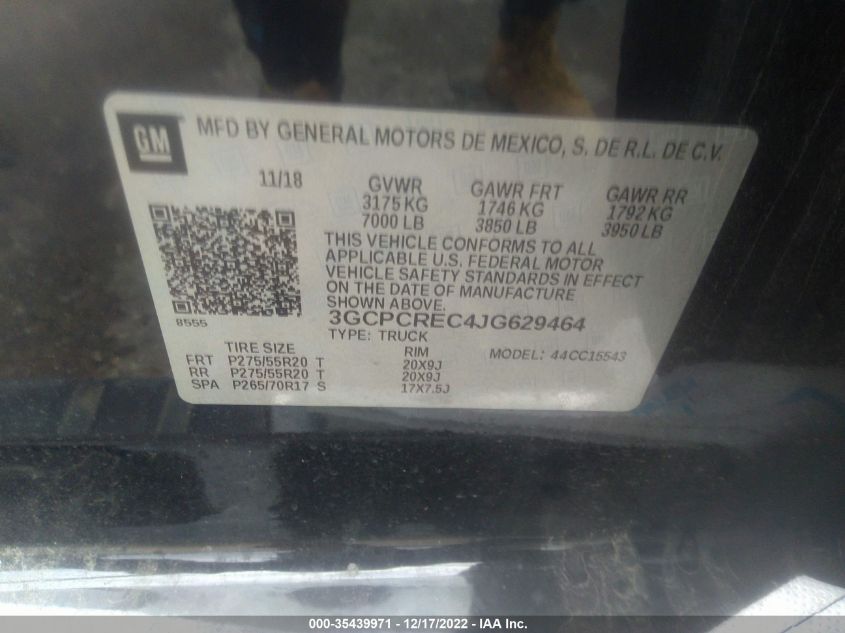 GM
MFD BY GENERAL MOTORS DE MEXICO, S. DE R.L. DE C.V.
11/18 GVWR GAWR FRT GAWR RR
3175 KG 1746 KG 1792 KG
7000 LB 3850 LB 3950 LB
THIS VEHICLE CONFORMS TO ALL
APPLICABLE U.S. FEDERAL MOTOR
VEHICLE SAFETY STANDARDS IN EFFECT
ON THE DATE OF MANUFACTURE
SHOWN ABOVE.
8555 3GCPCREC4JG629464
TYPE: TRUCK MODEL: 44CC15543
TIRE SIZE RIM
FRT P275/55R20 T 20X9J
RR P275/55R20 T 20X9J
SPA P265/70R17 S 17X7.5J
000-35439971 - 12/17/2022 - IAA Inc.